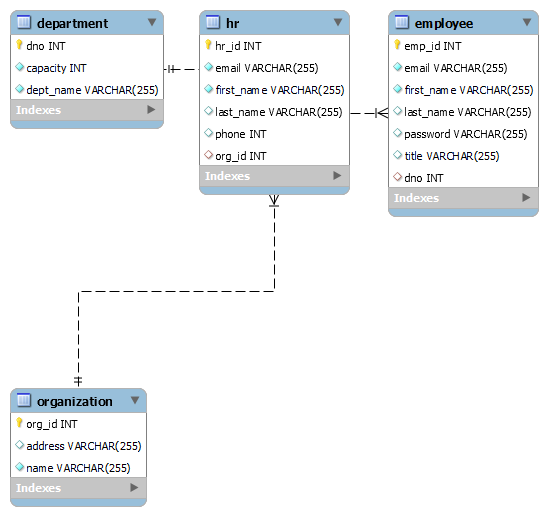 department
dno INT
capacity INT
dept_name VARCHAR(255)
Indexes
hr
hr_id INT
email VARCHAR(255)
first_name VARCHAR(255)
last_name VARCHAR(255)
phone INT
org_id INT
Indexes
employee
emp_id INT
email VARCHAR(255)
first_name VARCHAR(255)
last_name VARCHAR(255)
password VARCHAR(255)
title VARCHAR(255)
dno INT
Indexes
organization
org_id INT
address VARCHAR(255)
name VARCHAR(255)
Indexes